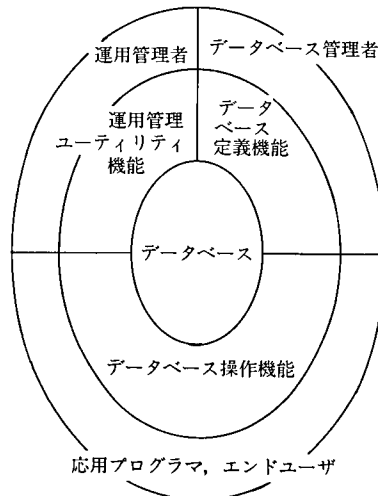 運用管理者
データベース管理者
運用管理
ユーティリティ
機能
データ
ベース
定義機能
データベース
データベース操作機能
応用プログラマ，エンドユーザ